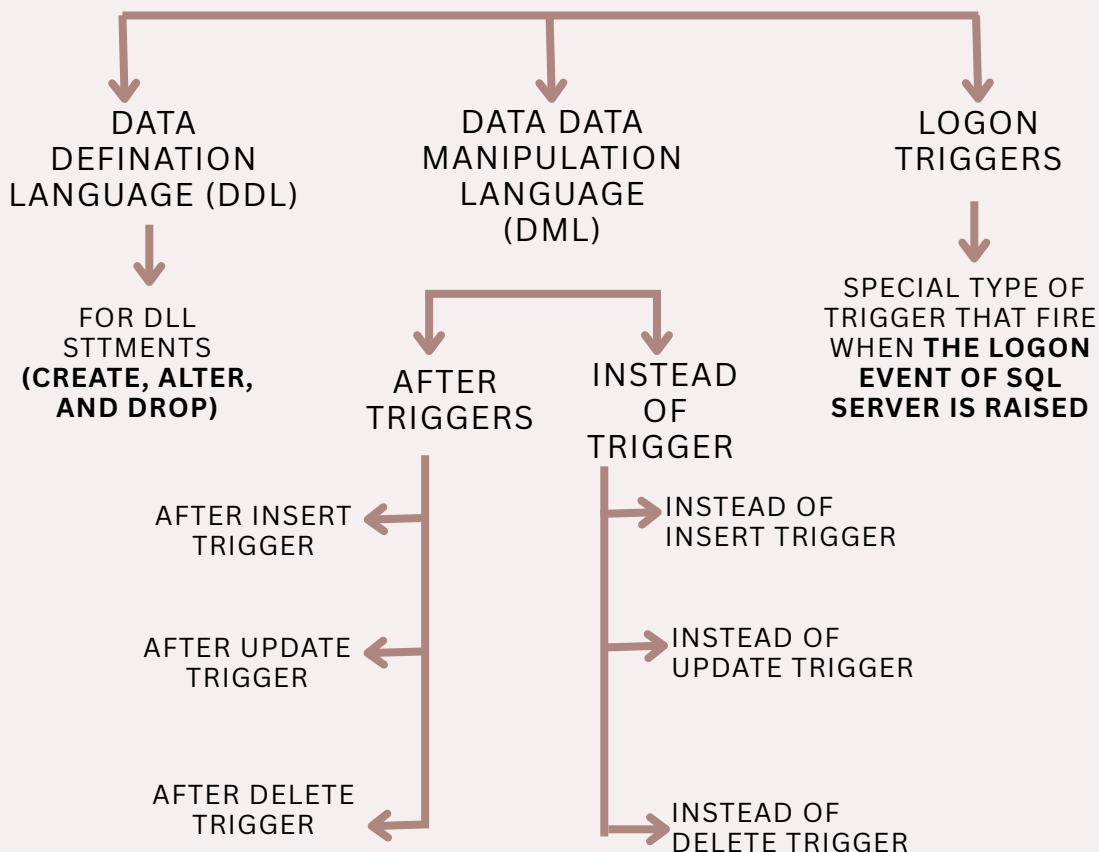 DATA
DEFINATION
LANGUAGE (DDL)
FOR DLL
STTMENTS
(CREATE, ALTER,
AND DROP)
DATA DATA
MANIPULATION
LANGUAGE
(DML)
AFTER
TRIGGERS
AFTER INSERT
TRIGGER
AFTER UPDATE
TRIGGER
AFTER DELETE
TRIGGER
INSTEAD
OF
TRIGGER
INSTEAD OF
INSERT TRIGGER
INSTEAD OF
UPDATE TRIGGER
INSTEAD OF
DELETE TRIGGER
LOGON
TRIGGERS
SPECIAL TYPE OF
TRIGGER THAT FIRE
WHEN THE LOGON
EVENT OF SQL
SERVER IS RAISED